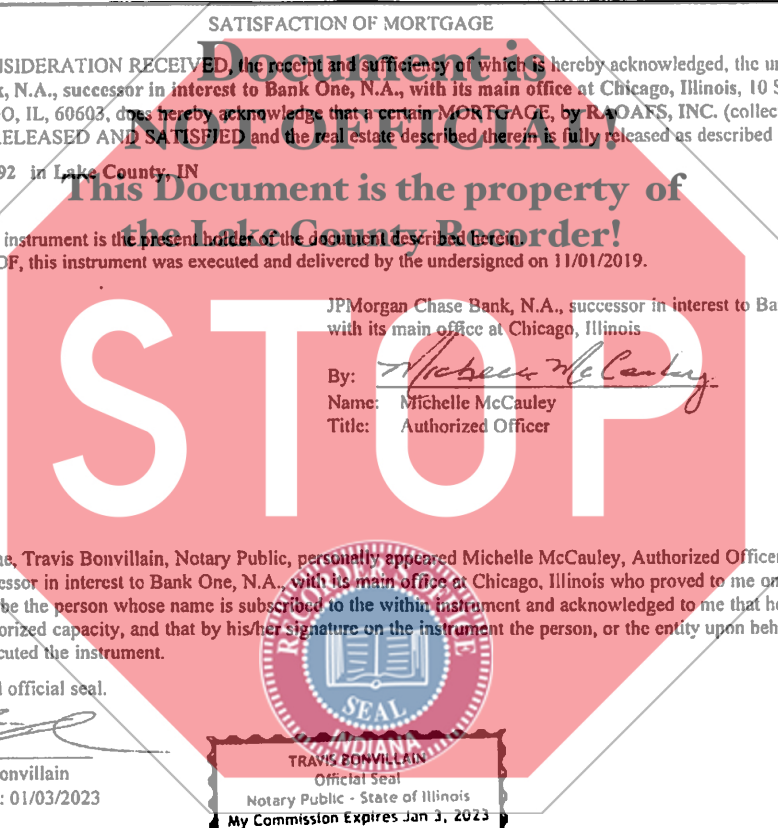 SATISFACTION OF MORTGAGE
Document is
NSIDERATION RECEIVED, the receipt and sufficiency of which is hereby acknowledged, the un
k, N.A., successor in interest to Bank One, N.A., with its main office at Chicago, Illinois, 10 S
O, IL, 60603, does hereby acknowledge that a certain MORTGAGE, by RAOAFS, INC. (collec
NOT OFFICIAL!
RELEASED AND SATISFIED and the real estate described therein is fully released as described
92 in Lake County, IN
This Document is the property of
the Lake County Recorder!
instrument is the present holder of the document described herein.
OF, this instrument was executed and delivered by the undersigned on 11/01/2019.
JPMorgan Chase Bank, N.A., successor in interest to Ba
with its main office at Chicago, Illinois
STOP
By: Michelle McCauley
Name: Michelle McCauley
Title: Authorized Officer
e, Travis Bonvillain, Notary Public, personally appeared Michelle McCauley, Authorized Officer
essor in interest to Bank One, N.A., with its main office at Chicago, Illinois who proved to me on
be the person whose name is subscribed to the within instrument and acknowledged to me that he
orized capacity, and that by his/her signature on the instrument the person, or the entity upon beh
cuted the instrument.
l official seal.
SEAL
INDIANA
onvillain
: 01/03/2023
TRAVIS BONVILLAIN
Official Seal
Notary Public - State of Illinois
My Commission Expires Jan 3, 2023